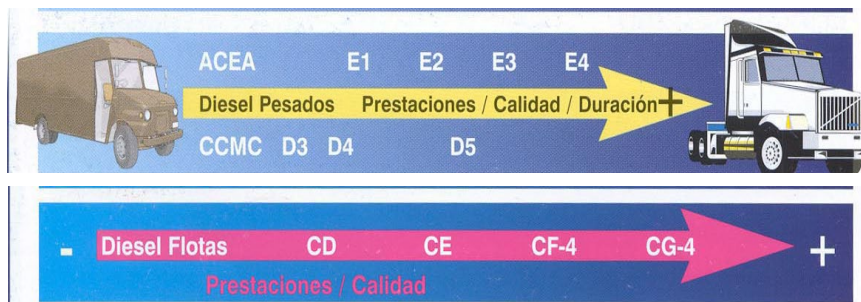 ACEA E1 E2 E3 E4
Diesel Pesados Prestaciones / Calidad / Duración +
CCMC D3 D4 D5
- Diesel Flotas CD CE CF-4 CG-4 +
Prestaciones / Calidad